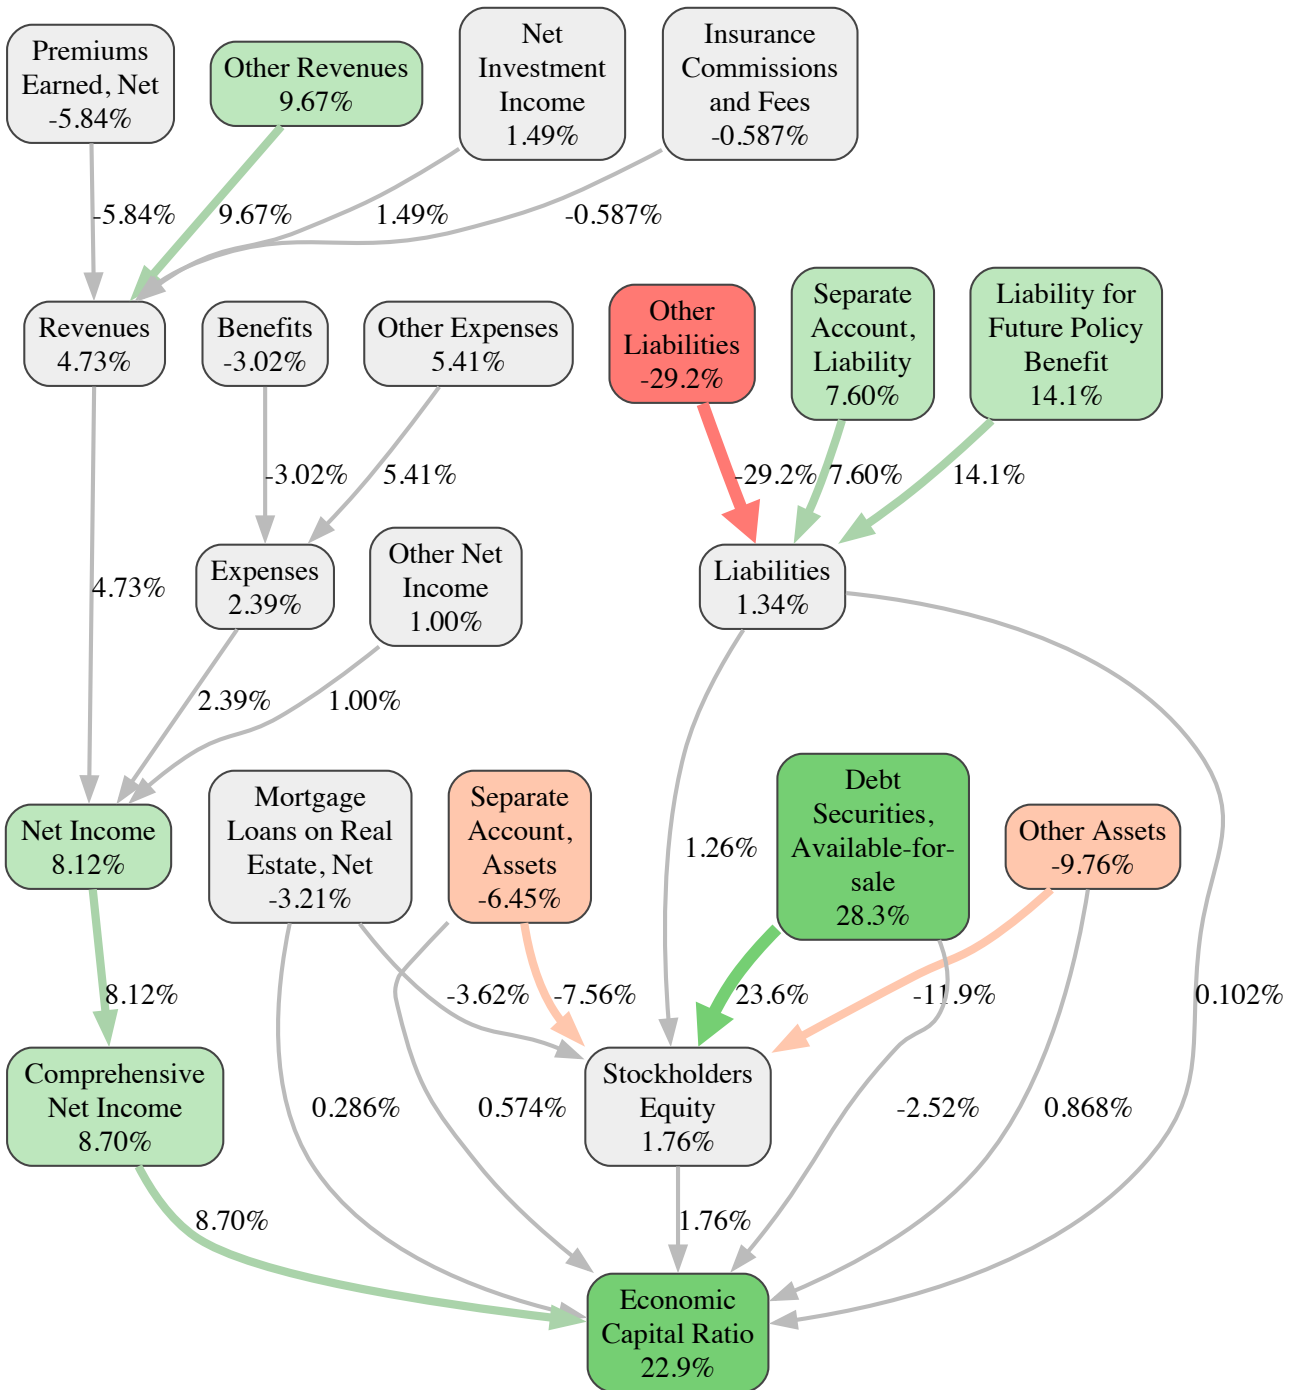 Premiums
Earned, Net
-5.84%
Other Revenues
9.67%
Net
Investment
Income
1.49%
Insurance
Commissions
and Fees
-0.587%
-5.84%
9.67%
1.49%
-0.587%
Revenues
4.73%
Benefits
-3.02%
Other Expenses
5.41%
Other
Liabilities
-29.2%
Separate
Account,
Liability
7.60%
Liability for
Future Policy
Benefit
14.1%
-3.02%
5.41%
-29.2%
7.60%
14.1%
4.73%
Expenses
2.39%
Other Net
Income
1.00%
Liabilities
1.34%
2.39%
1.00%
Net Income
8.12%
Mortgage
Loans on Real
Estate, Net
-3.21%
Separate
Account,
Assets
-6.45%
1.26%
Debt
Securities,
Available-for-
sale
28.3%
Other Assets
-9.76%
8.12%
-3.62%
-7.56%
23.6%
-11.9%
0.102%
Comprehensive
Net Income
8.70%
0.286%
0.574%
Stockholders
Equity
1.76%
-2.52%
0.868%
8.70%
1.76%
Economic
Capital Ratio
22.9%